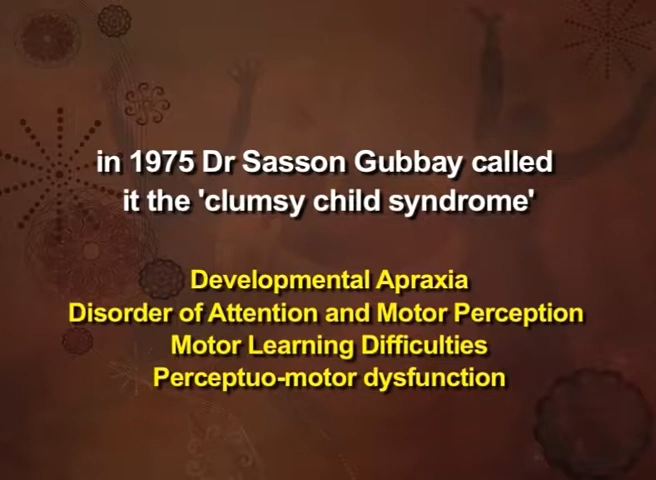 in 1975 Dr Sasson Gubbay called
it the 'clumsy child syndrome'
Developmental Apraxia
Disorder of Attention and Motor Perception
Motor Learning Difficulties
Perceptuo-motor dysfunction